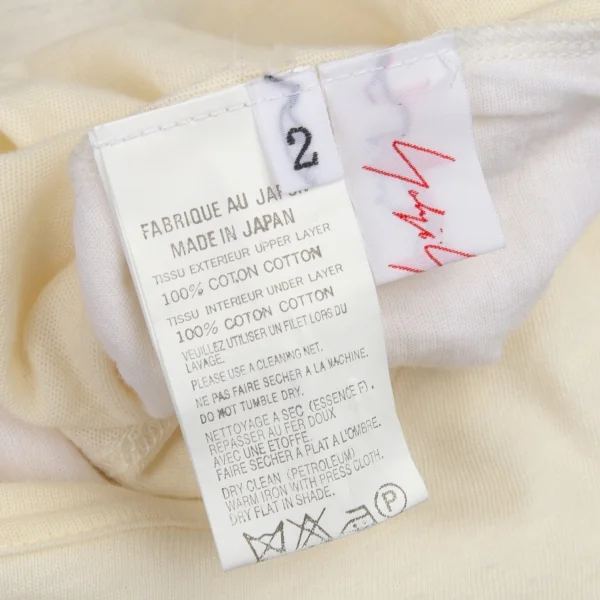 2
FABRIQUE AU JAPON
MADE IN JAPAN
TISSU EXTERIEUR UPPER LAYER
100% COTON COTTON
TISSU INTERIEUR UNDER LAYER
100% COTON COTTON
VEUILLEZ UTILISER UN FILET LORS DU
LAVAGE.
PLEASE USE A CLEANING NET.
NE PAS FAIRE SECHER A LA MACHINE.
DO NOT TUMBLE DRY.
NETTOYAGE A SEC (ESSENCE F).
REPASSER AU FER DOUX
AVEC UNE ETOFFE.
FAIRE SECHER A PLAT A L'OMBRE.
DRY CLEAN (PETROLEUM)
WARM IRON WITH PRESS CLOTH.
DRY FLAT IN SHADE.
P